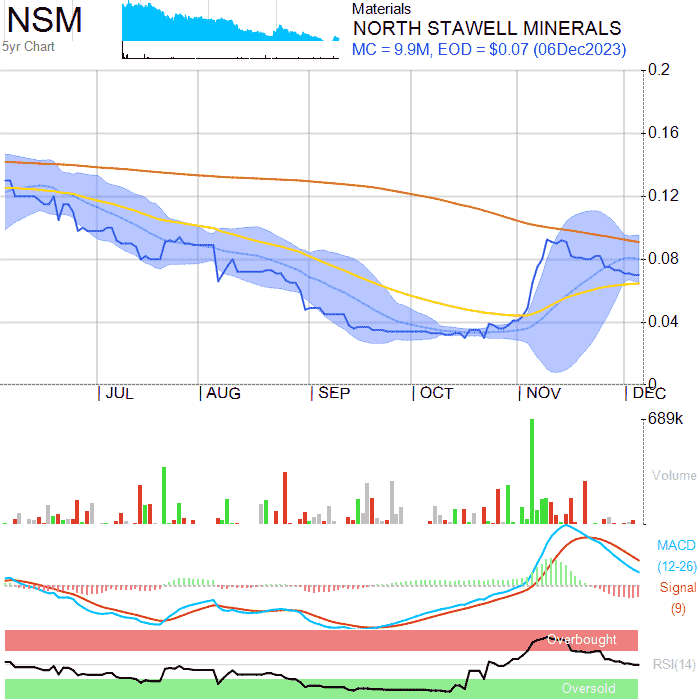 NSM
5yr Chart
Materials
NORTH STAWELL MINERALS
MC = 9.9M, EOD = $0.07 (06Dec2023)
0.2
0.16
0.12
0.08
0.04
0
JUL
AUG
SEP
OCT
NOV
DEC
689k
Volume
MACD
(12-26)
Signal
(9)
Overbought
RSI(14)
Oversold